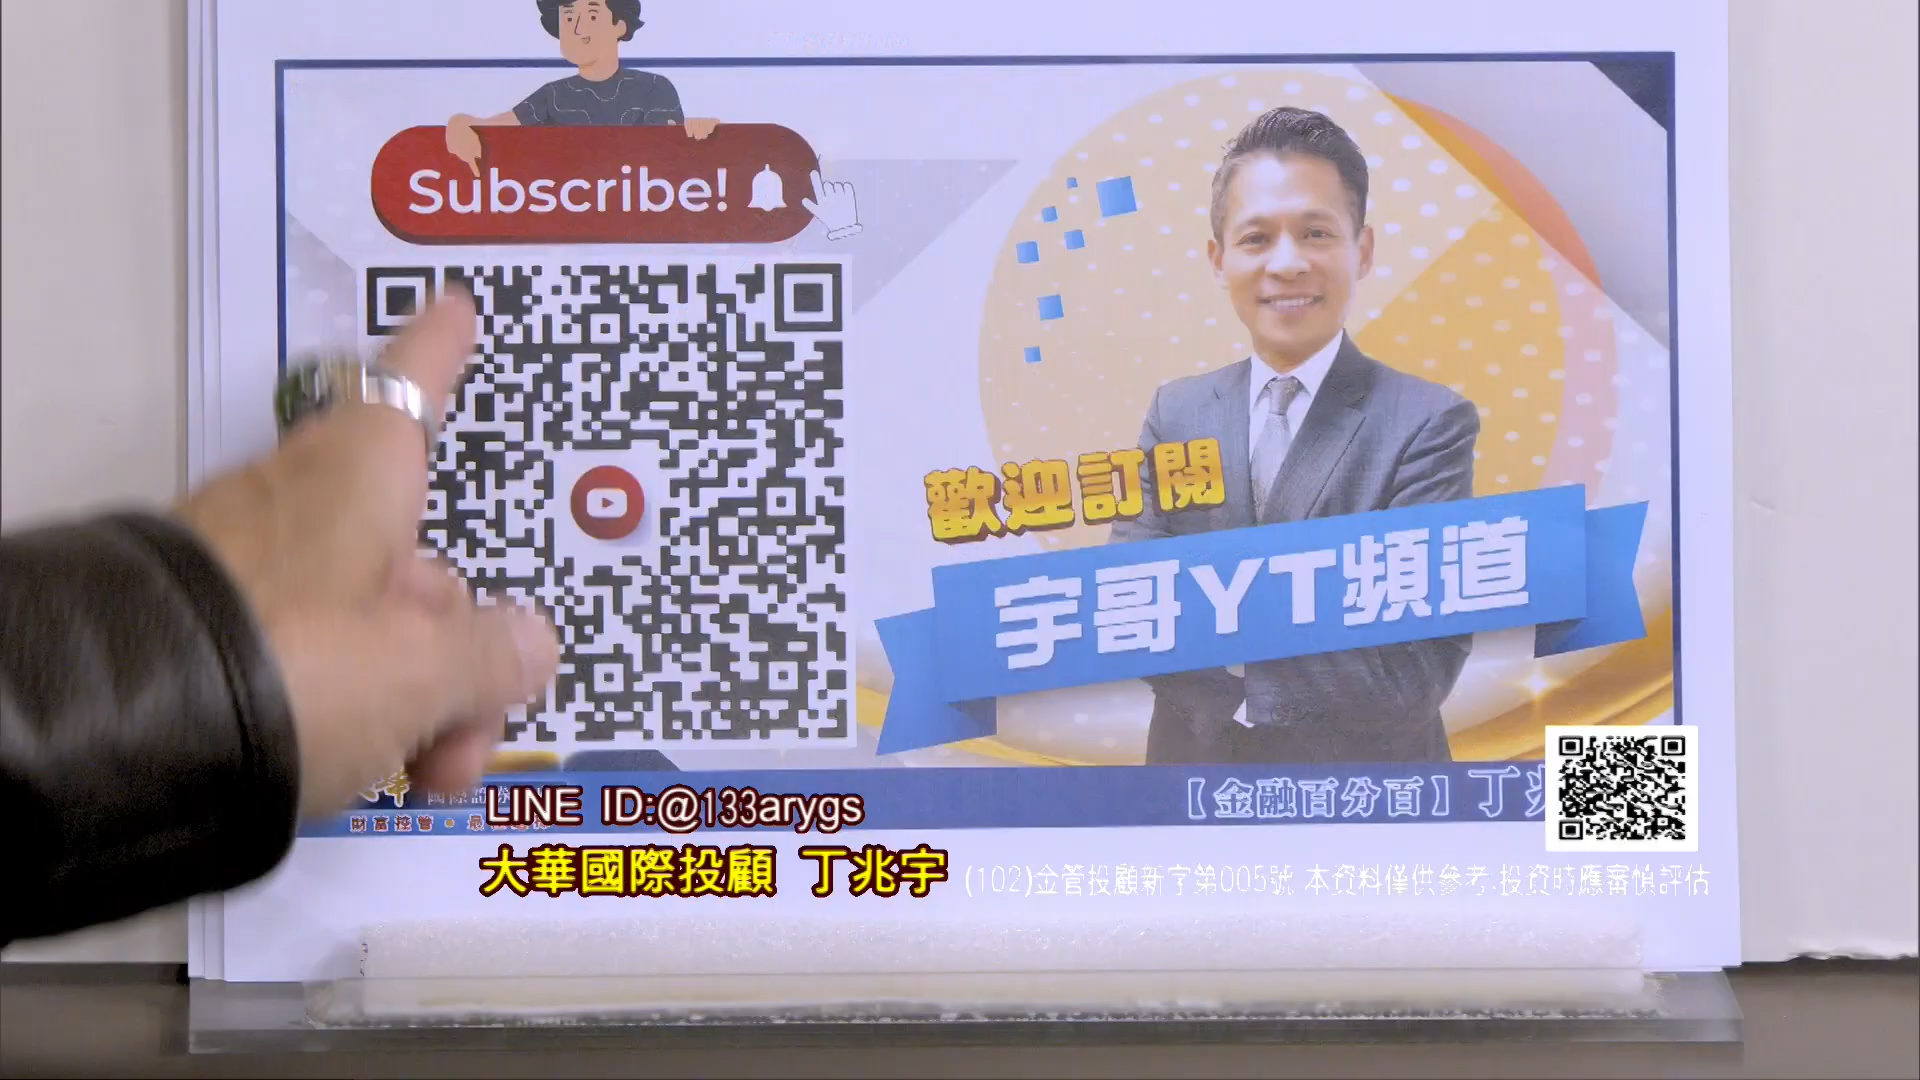 Subscribe!
歡迎訂閱
宇哥YT頻道
【金融百分百】丁兆
財富控管
LINE ID:@133arygs
大華國際投顧 丁兆宇
(102)金管投顧新字第005號 本資料僅供參考.投資時應審慎評估